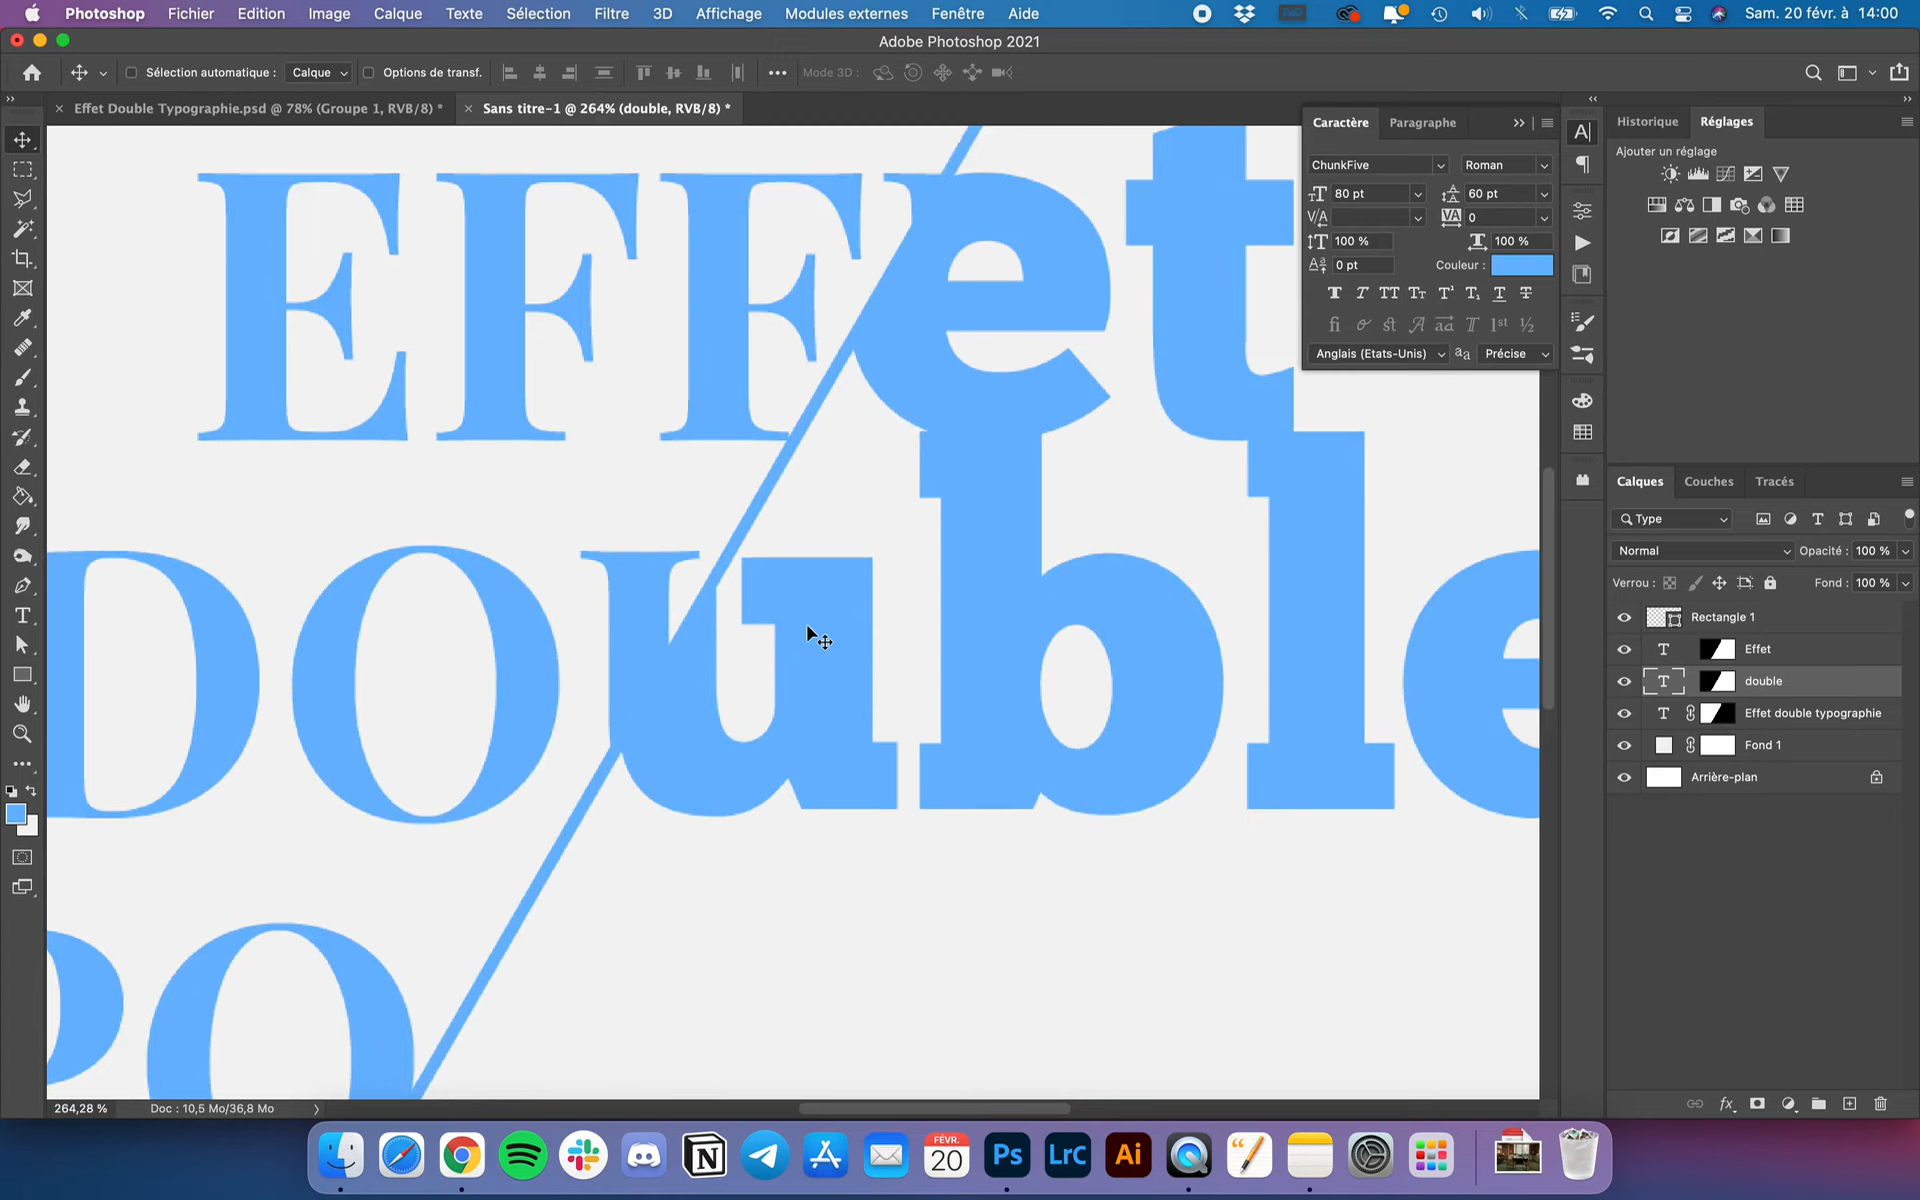 Photoshop Fichier Edition Image Calque Texte Sélection Filtre 3D Affichage Modules externes Fenêtre Aide Sam. 20 févr. à 14:00
Adobe Photoshop 2021
Sélection automatique : Calque Options de transf. Mode 3D :
Effet Double Typographie.psd @ 78% (Groupe 1, RVB/8) * Sans titre-1 @ 264% (double, RVB/8) *
Caractère Paragraphe
ChunkFive Roman
80 pt 60 pt
0
100 % 100 %
0 pt Couleur :
Anglais (Etats-Unis) Précise
Historique Réglages
Ajouter un réglage
EFFet
DOuble
PO
Calques Couches Tracés
Type
Normal Opacité : 100 %
Verrou : Fond : 100 %
Rectangle 1
Effet
double
Effet double typographie
Fond 1
Arrière-plan
264,28 % Doc : 10,5 Mo/36,8 Mo
FÉVR.
20
Ps
LrC
Ai